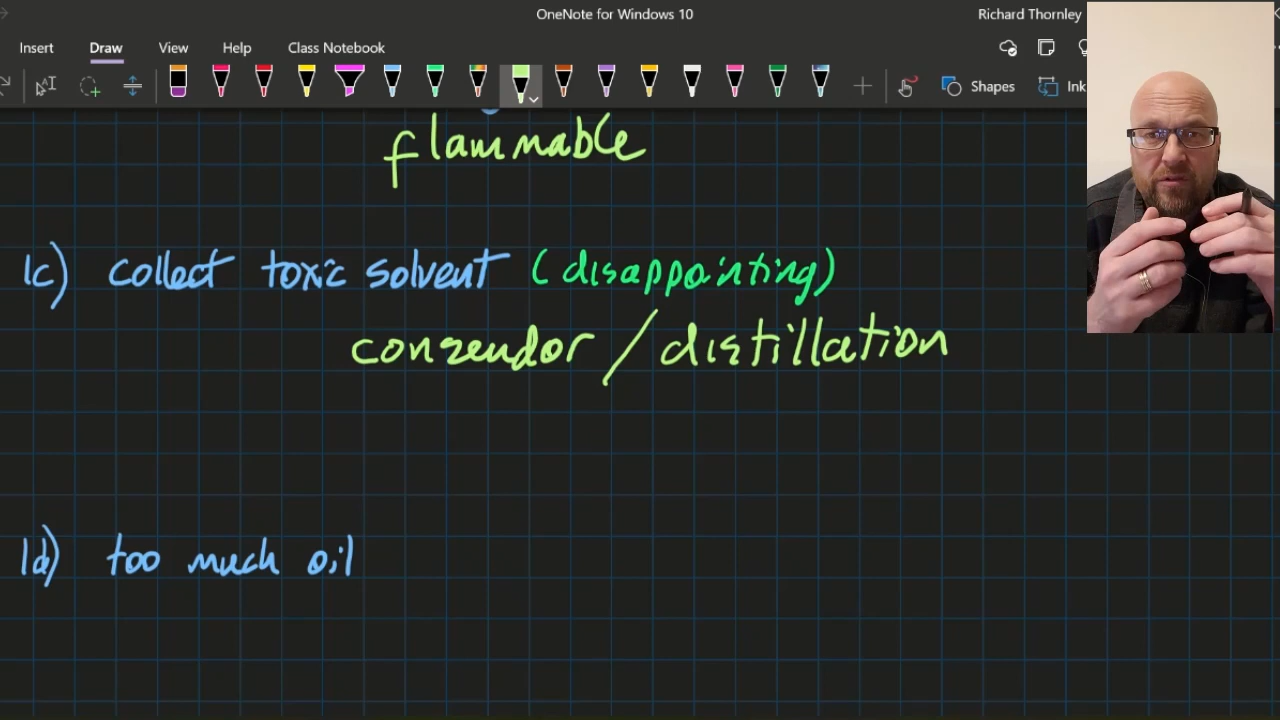 OneNote for Windows 10
Richard Thornley
Insert Draw View Help Class Notebook
Shapes Ink
flammable
1c) collect toxic solvent (disappointing)
consendor / distillation
1d) too much oil